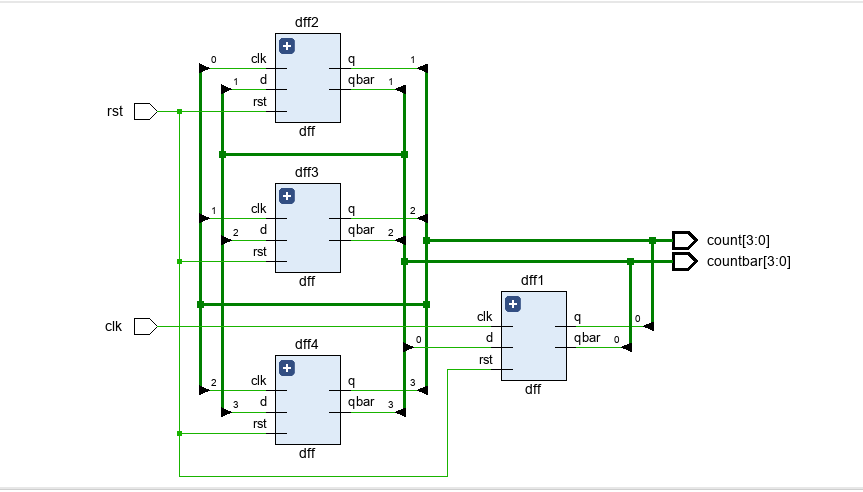 dff2
0 clk q 1
1 d qbar 1
rst
rst
dff
dff3
1 clk q 2
2 d qbar 2
rst
dff
count[3:0]
countbar[3:0]
dff1
clk
clk q 0
0 d qbar 0
rst
dff
dff4
2 clk q 3
3 d qbar 3
rst
dff